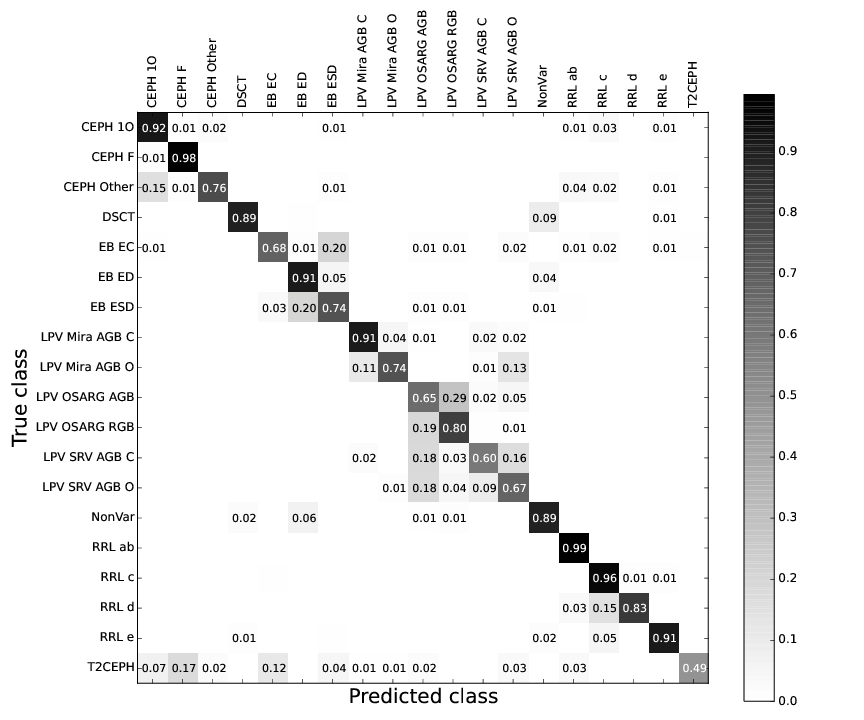 CEPH 1O
CEPH F
CEPH Other
DSCT
EB EC
EB ED
EB ESD
LPV Mira AGB C
LPV Mira AGB O
LPV OSARG AGB
LPV OSARG RGB
LPV SRV AGB C
LPV SRV AGB O
NonVar
RRL ab
RRL c
RRL d
RRL e
T2CEPH
CEPH 1O 0.92 0.01 0.02 0.01 0.01 0.03 0.01
CEPH F 0.01 0.98
CEPH Other 0.15 0.01 0.76 0.01 0.04 0.02 0.01
DSCT 0.89 0.09 0.01
EB EC 0.01 0.68 0.01 0.20 0.01 0.01 0.02 0.01 0.02 0.01
EB ED 0.91 0.05 0.04
EB ESD 0.03 0.20 0.74 0.01 0.01 0.01
LPV Mira AGB C 0.91 0.04 0.01 0.02 0.02
LPV Mira AGB O 0.11 0.74 0.01 0.13
LPV OSARG AGB 0.65 0.29 0.02 0.05
LPV OSARG RGB 0.19 0.80 0.01
LPV SRV AGB C 0.02 0.18 0.03 0.60 0.16
LPV SRV AGB O 0.01 0.18 0.04 0.09 0.67
NonVar 0.02 0.06 0.01 0.01 0.89
RRL ab 0.99
RRL c 0.96 0.01 0.01
RRL d 0.03 0.15 0.83
RRL e 0.01 0.02 0.05 0.91
T2CEPH 0.07 0.17 0.02 0.12 0.04 0.01 0.01 0.02 0.03 0.03 0.49
True class
Predicted class
0.9
0.8
0.7
0.6
0.5
0.4
0.3
0.2
0.1
0.0